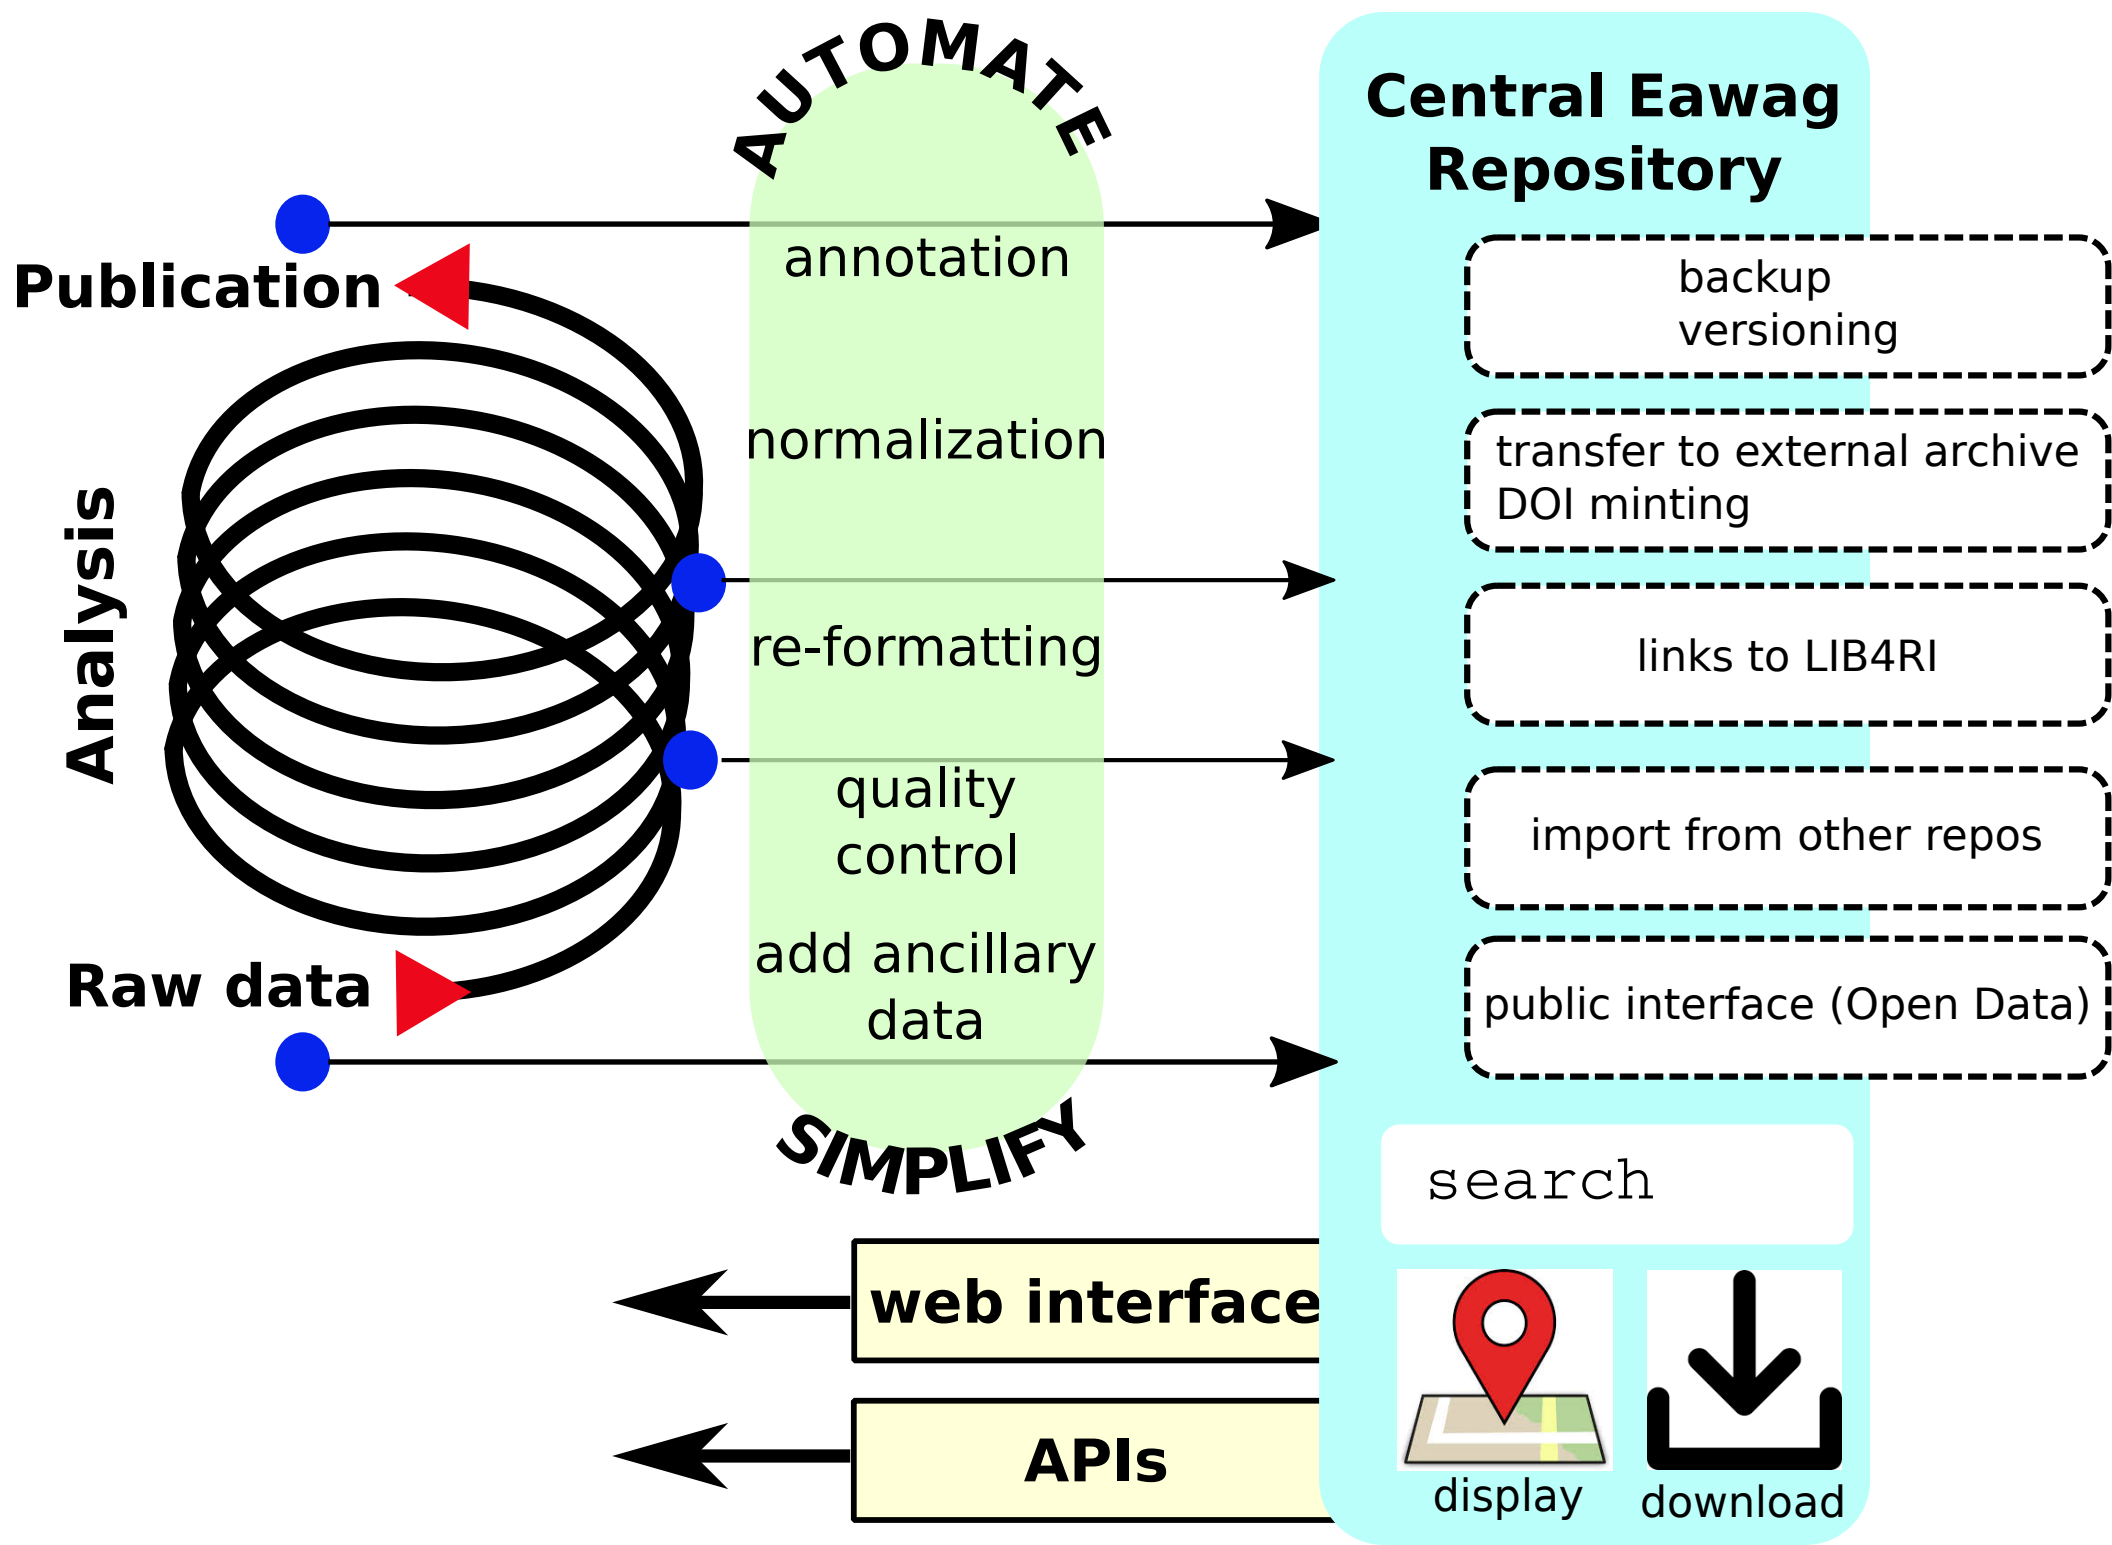 AUTOMATE
Central Eawag
Repository
annotation
Publication
backup
versioning
normalization
transfer to external archive
DOI minting
Analysis
re-formatting
links to LIB4RI
quality
control
import from other repos
add ancillary
data
Raw data
public interface (Open Data)
SIMPLIFY
search
web interface
APIs
display
download